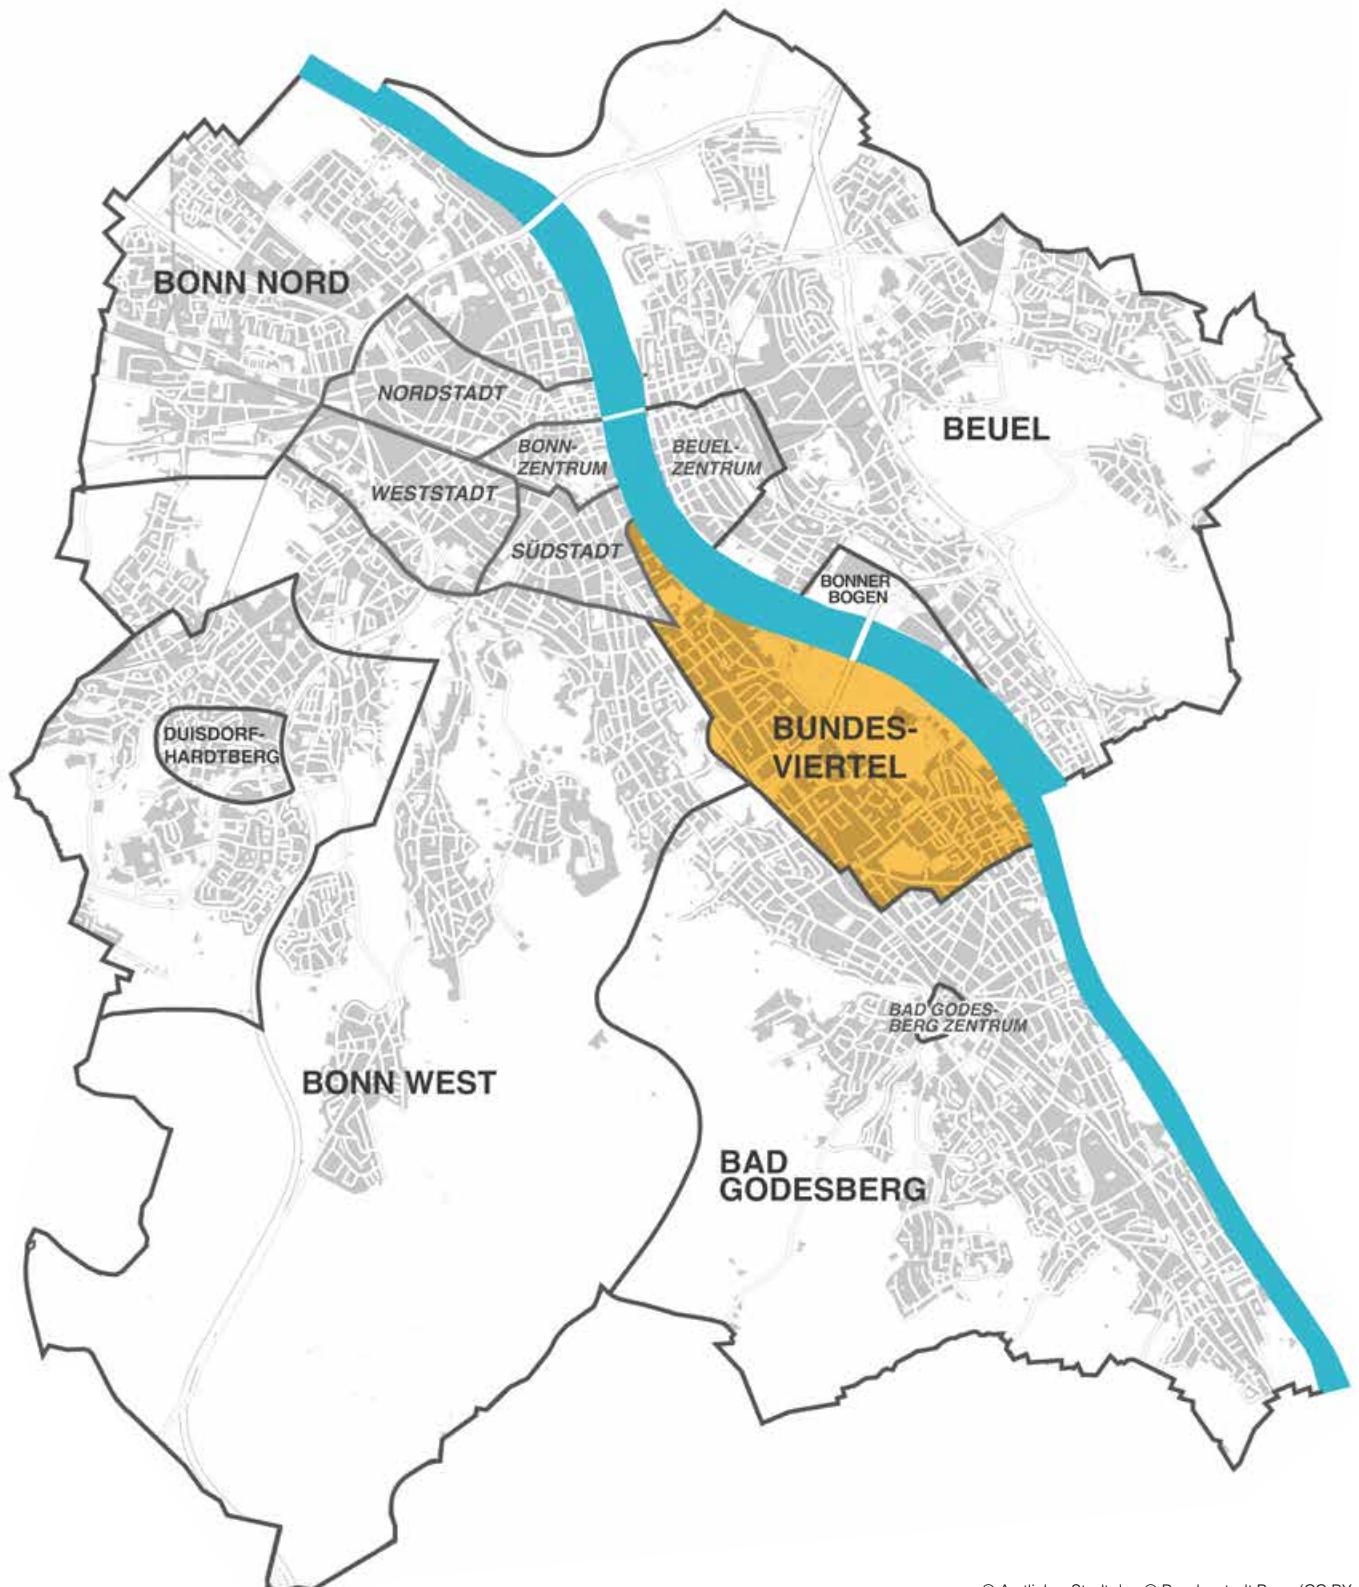 BONN NORD
NORDSTADT
BEUEL
BONN-
ZENTRUM
BEUEL-
ZENTRUM
WESTSTADT
SÜDSTADT
BONNER
BOGEN
DUISDORF-
HARDTBERG
BUNDES-
VIERTEL
BAD GODES-
BERG ZENTRUM
BONN WEST
BAD
GODESBERG